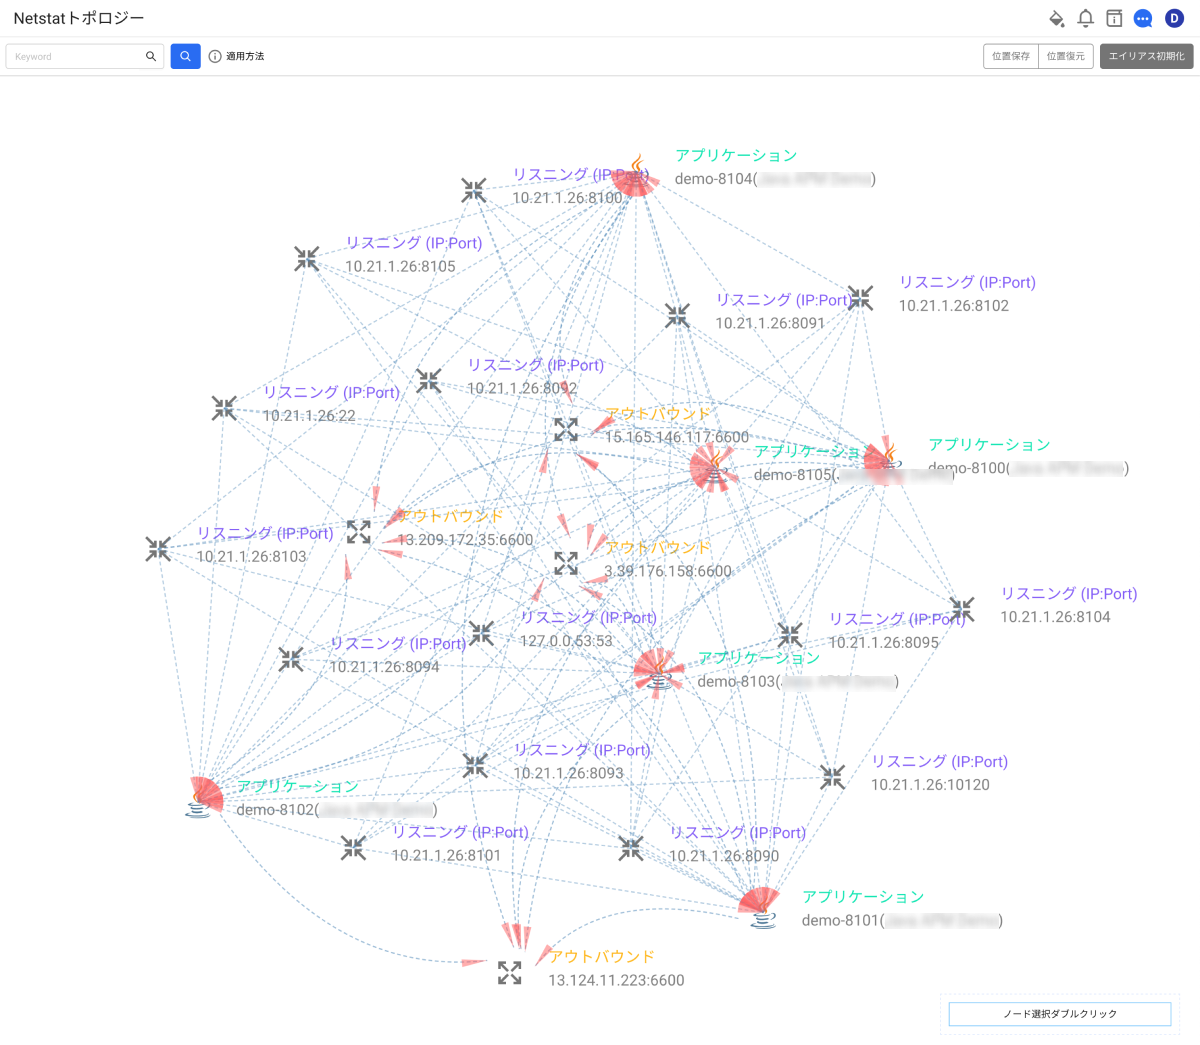 Netstatトポロジー
D
Keyword
適用方法
位置保存
位置復元
エイリアス初期化
アプリケーション
demo-8104(
)
リスニング (IP:Port)
10.21.1.26:8100
リスニング (IP:Port)
10.21.1.26:8105
リスニング (IP:Port)
10.21.1.26:8102
リスニング (IP:Port)
10.21.1.26:8091
リスニング (IP:Port)
10.21.1.26:8092
リスニング (IP:Port)
10.21.1.26:22
アウトバウンド
15.165.146.117:6600
アプリケーション
demo-8105(
)
アプリケーション
demo-8100(
)
アウトバウンド
13.209.172.35:6600
リスニング (IP:Port)
10.21.1.26:8103
アウトバウンド
3.39.176.158:6600
リスニング (IP:Port)
10.21.1.26:8104
リスニング (IP:Port)
127.0.0.53:53
リスニング (IP:Port)
10.21.1.26:8095
リスニング (IP:Port)
10.21.1.26:8094
アプリケーション
demo-8103(
)
リスニング (IP:Port)
10.21.1.26:8093
リスニング (IP:Port)
10.21.1.26:10120
アプリケーション
demo-8102(
)
リスニング (IP:Port)
10.21.1.26:8101
リスニング (IP:Port)
10.21.1.26:8090
アプリケーション
demo-8101(
)
アウトバウンド
13.124.11.223:6600
ノード選択ダブルクリック